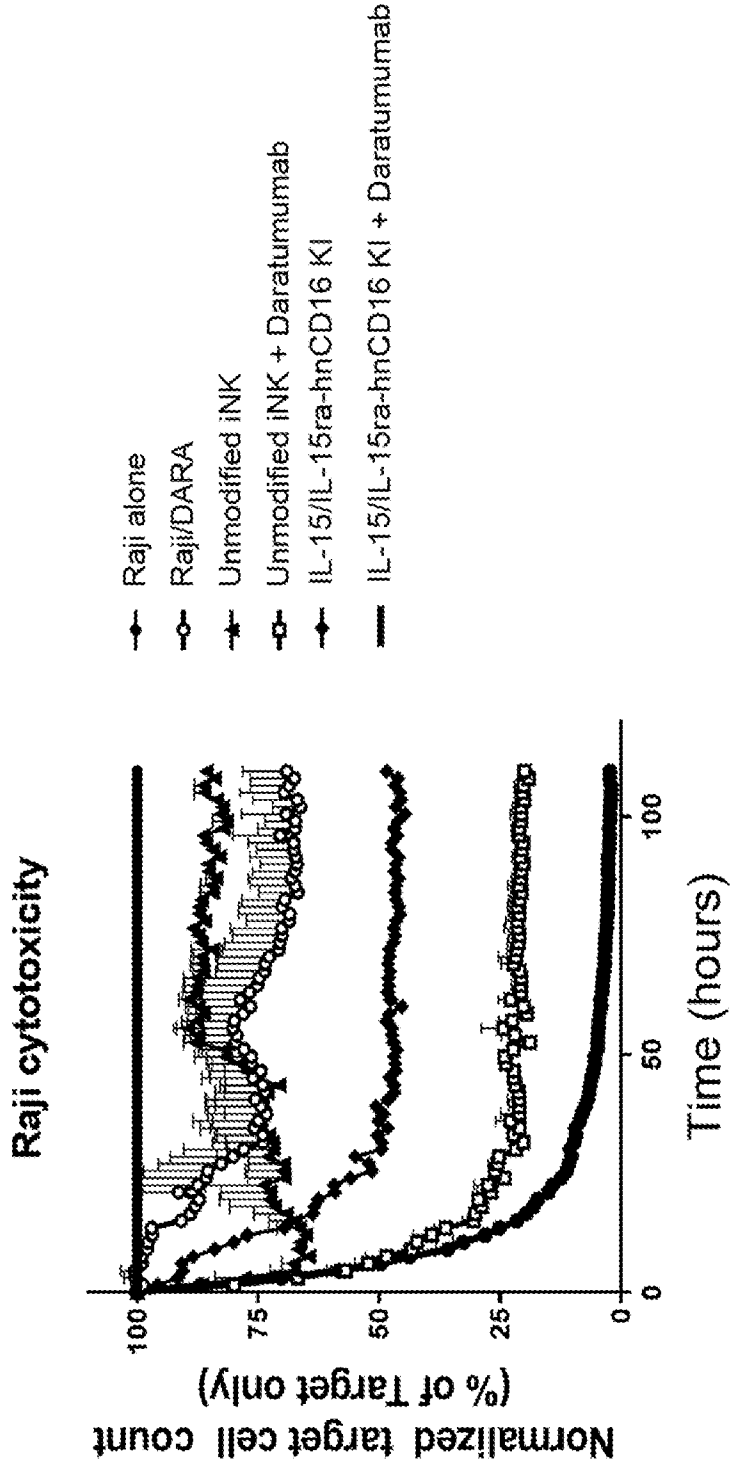 Raji cytotoxicity
Normalized target cell count
(% of Target only)
100
75
50
25
0
0
50
100
Time (hours)
Raji alone
Raji/DARA
Unmodified iNK
Unmodified iNK + Daratumumab
IL-15/IL-15ra-hnCD16 KI
IL-15/IL-15ra-hnCD16 KI + Daratumumab